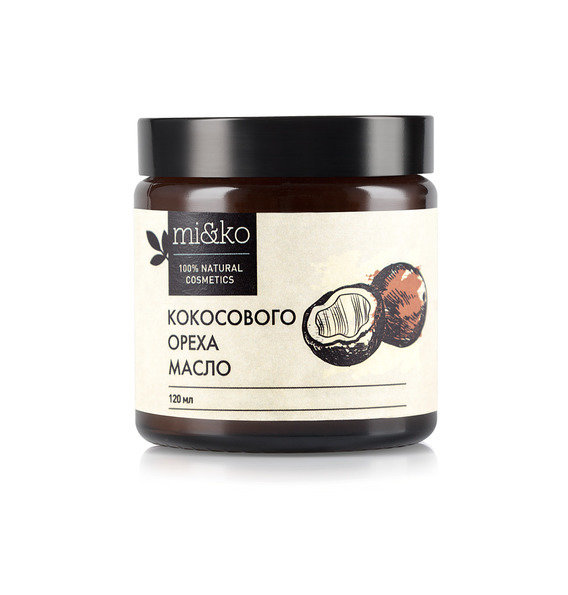 mi&ko
100% NATURAL
COSMETICS
КОКОСОВОГО
ОРЕХА
МАСЛО
120 мл